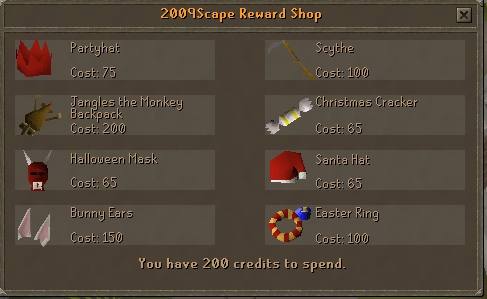 2009Scape Reward Shop
Partyhat
Cost: 75
Scythe
Cost: 100
Jangles the Monkey
Backpack
Cost: 200
Christmas Cracker
Cost: 65
Halloween Mask
Cost: 65
Santa Hat
Cost: 65
Bunny Ears
Cost: 150
Easter Ring
Cost: 100
You have 200 credits to spend.